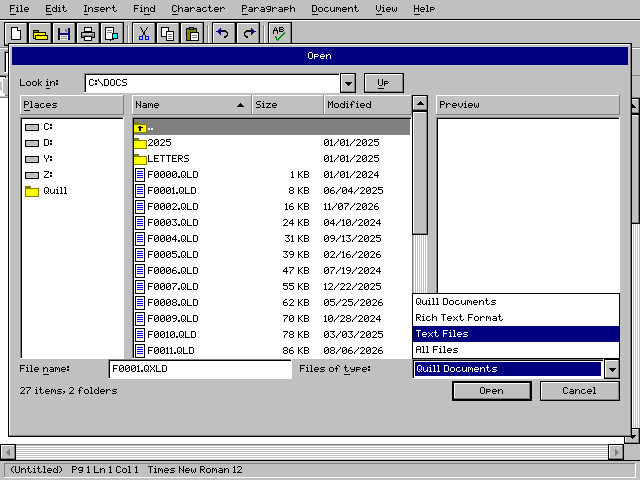 File Edit Insert Find Character Paragraph Document View Help
AB
Open
Look in: C:\DOCS Up
Places Name Size Modified Preview
C: ..
D: 2025 01/01/2025
Y: LETTERS 01/01/2025
Z: F0000.QLD 1 KB 01/01/2024
Quill F0001.QLD 8 KB 06/04/2025
F0002.QLD 16 KB 11/07/2026
F0003.QLD 24 KB 04/10/2024
F0004.QLD 31 KB 09/13/2025
F0005.QLD 39 KB 02/16/2026
F0006.QLD 47 KB 07/19/2024
F0007.QLD 55 KB 12/22/2025
F0008.QLD 62 KB 05/25/2026 Quill Documents
F0009.QLD 70 KB 10/28/2024 Rich Text Format
F0010.QLD 78 KB 03/03/2025 Text Files
F0011.QLD 86 KB 08/06/2026 All Files
File name: F0001.QXLD Files of type: Quill Documents
27 items, 2 folders Open Cancel
(Untitled) Pg 1 Ln 1 Col 1 Times New Roman 12